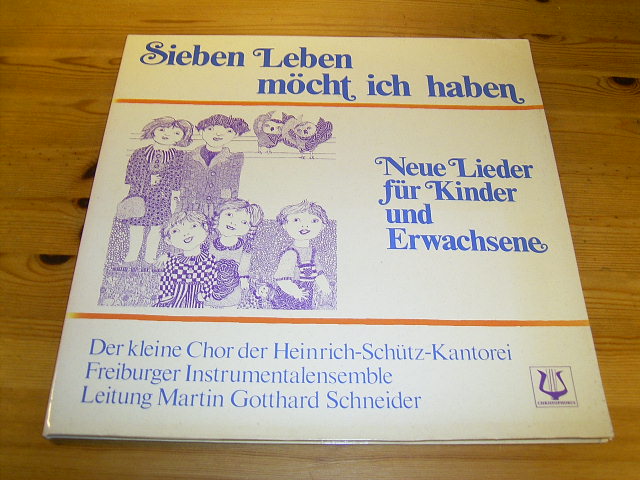 Sieben Leben
möcht ich haben
Neue Lieder
für Kinder
und
Erwachsene
Der kleine Chor der Heinrich-Schütz-Kantorei
Freiburger Instrumentalensemble
Leitung Martin Gotthard Schneider
CHRISTOPHORUS